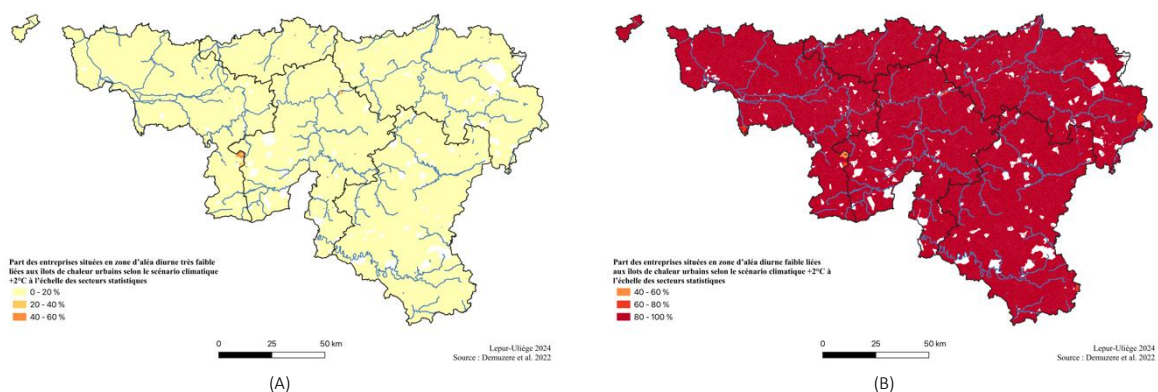 Part des entreprises situées en zone d'aléa diurne très faible
liées aux îlots de chaleur urbains selon le scénario climatique
+2°C à l'échelle des secteurs statistiques
0 - 20 %
20 - 40 %
40 - 60 %
0 25 50 km
Lepur-Uliège 2024
Source : Demuzere et al. 2022
(A)
Part des entreprises situées en zone d'aléa diurne faible liées
aux îlots de chaleur urbains selon le scénario climatique +2°C à
l'échelle des secteurs statistiques
40 - 60 %
60 - 80 %
80 - 100 %
0 25 50 km
Lepur-Uliège 2024
Source : Demuzere et al. 2022
(B)